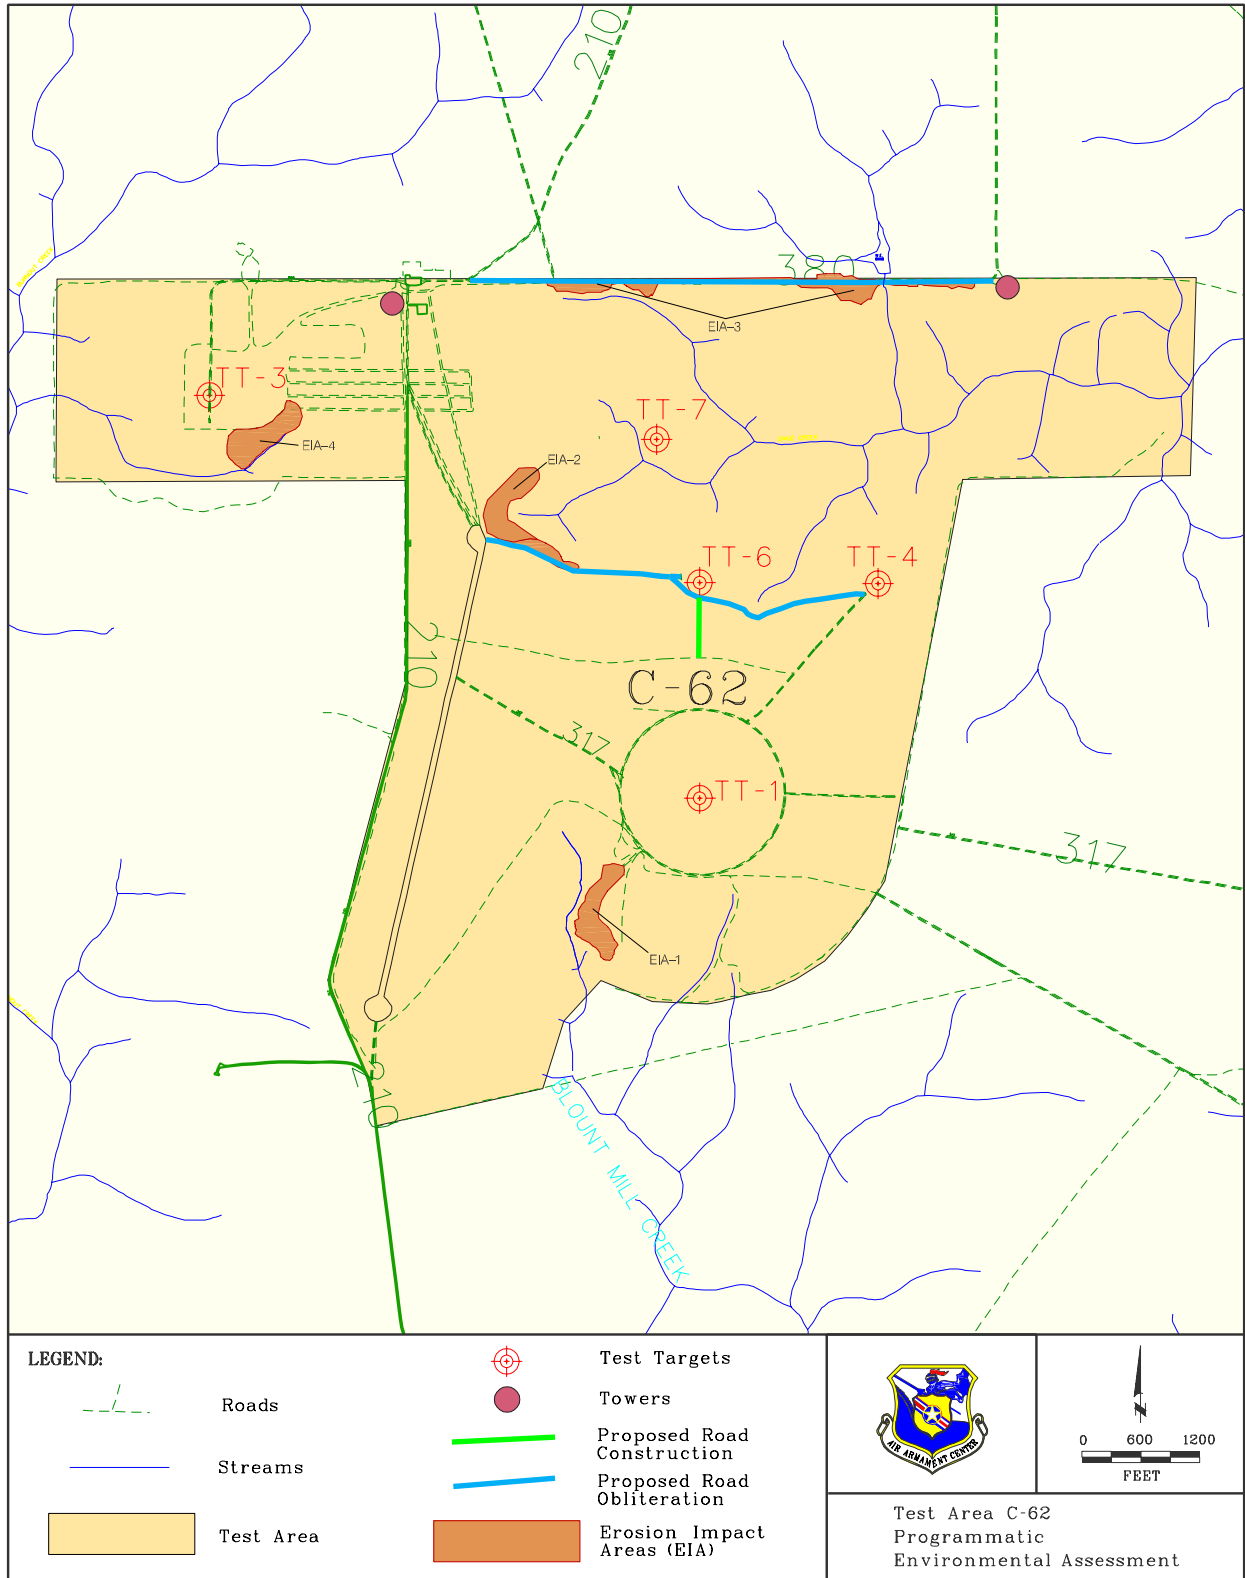 210
380
EIA-3
TT-3
TT-7
EIA-4
EIA-2
TT-6
TT-4
210
C-62
317
TT-1
317
EIA-1
210
BLOUNT MILL CREEK
LEGEND:
Roads
Streams
Test Area
Test Targets
Towers
Proposed Road
Construction
Proposed Road
Obliteration
Erosion Impact
Areas (EIA)
AIR ARMAMENT CENTER
0 600 1200
FEET
Test Area C-62
Programmatic
Environmental Assessment